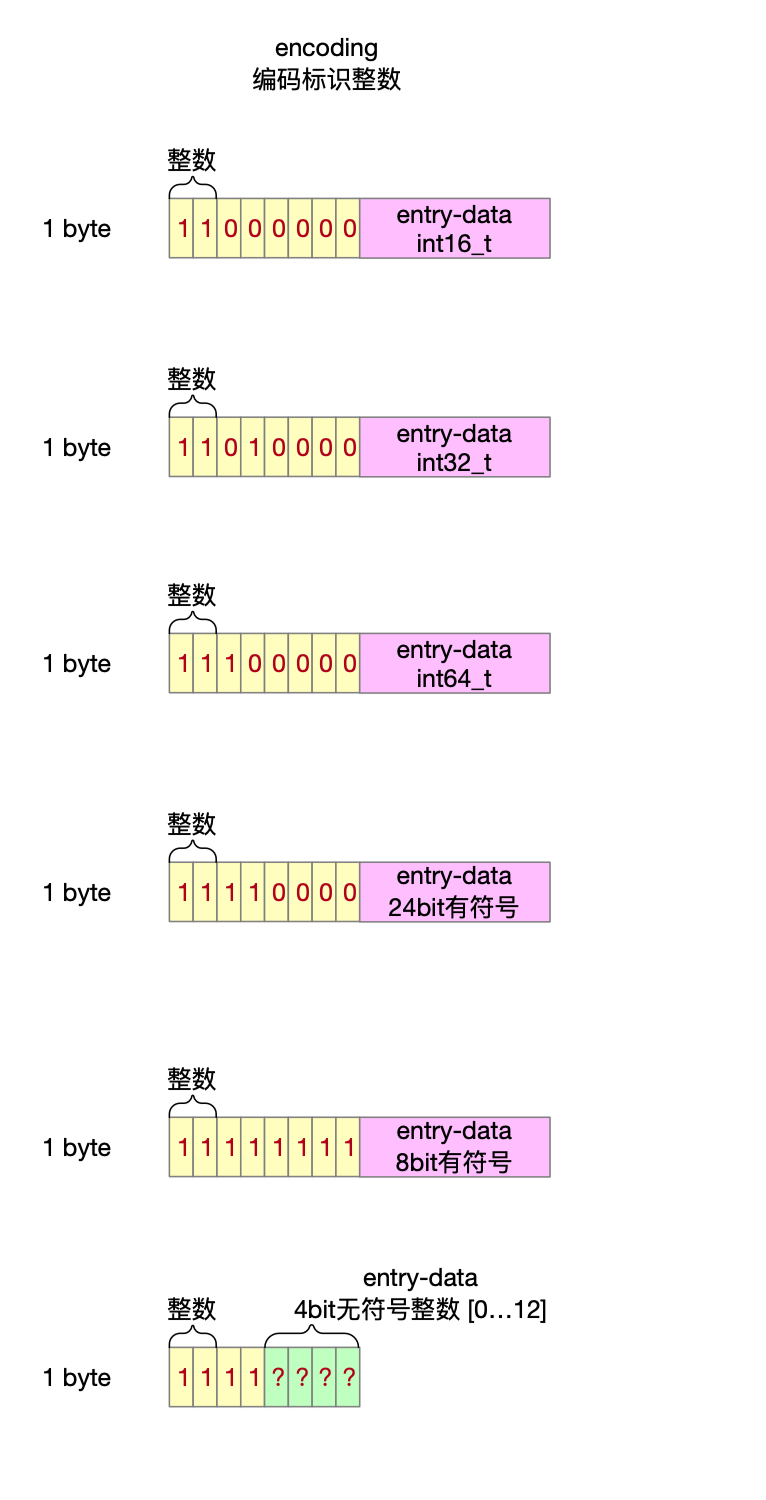 encoding
编码标识整数
整数
1 byte
1 1 0 0 0 0 0 0
entry-data
int16_t
整数
1 byte
1 1 0 1 0 0 0 0
entry-data
int32_t
整数
1 byte
1 1 1 0 0 0 0 0
entry-data
int64_t
整数
1 byte
1 1 1 1 0 0 0 0
entry-data
24bit有符号
整数
1 byte
1 1 1 1 1 1 1 1
entry-data
8bit有符号
entry-data
整数
4bit无符号整数 [0…12]
1 byte
1 1 1 1 ? ? ? ?